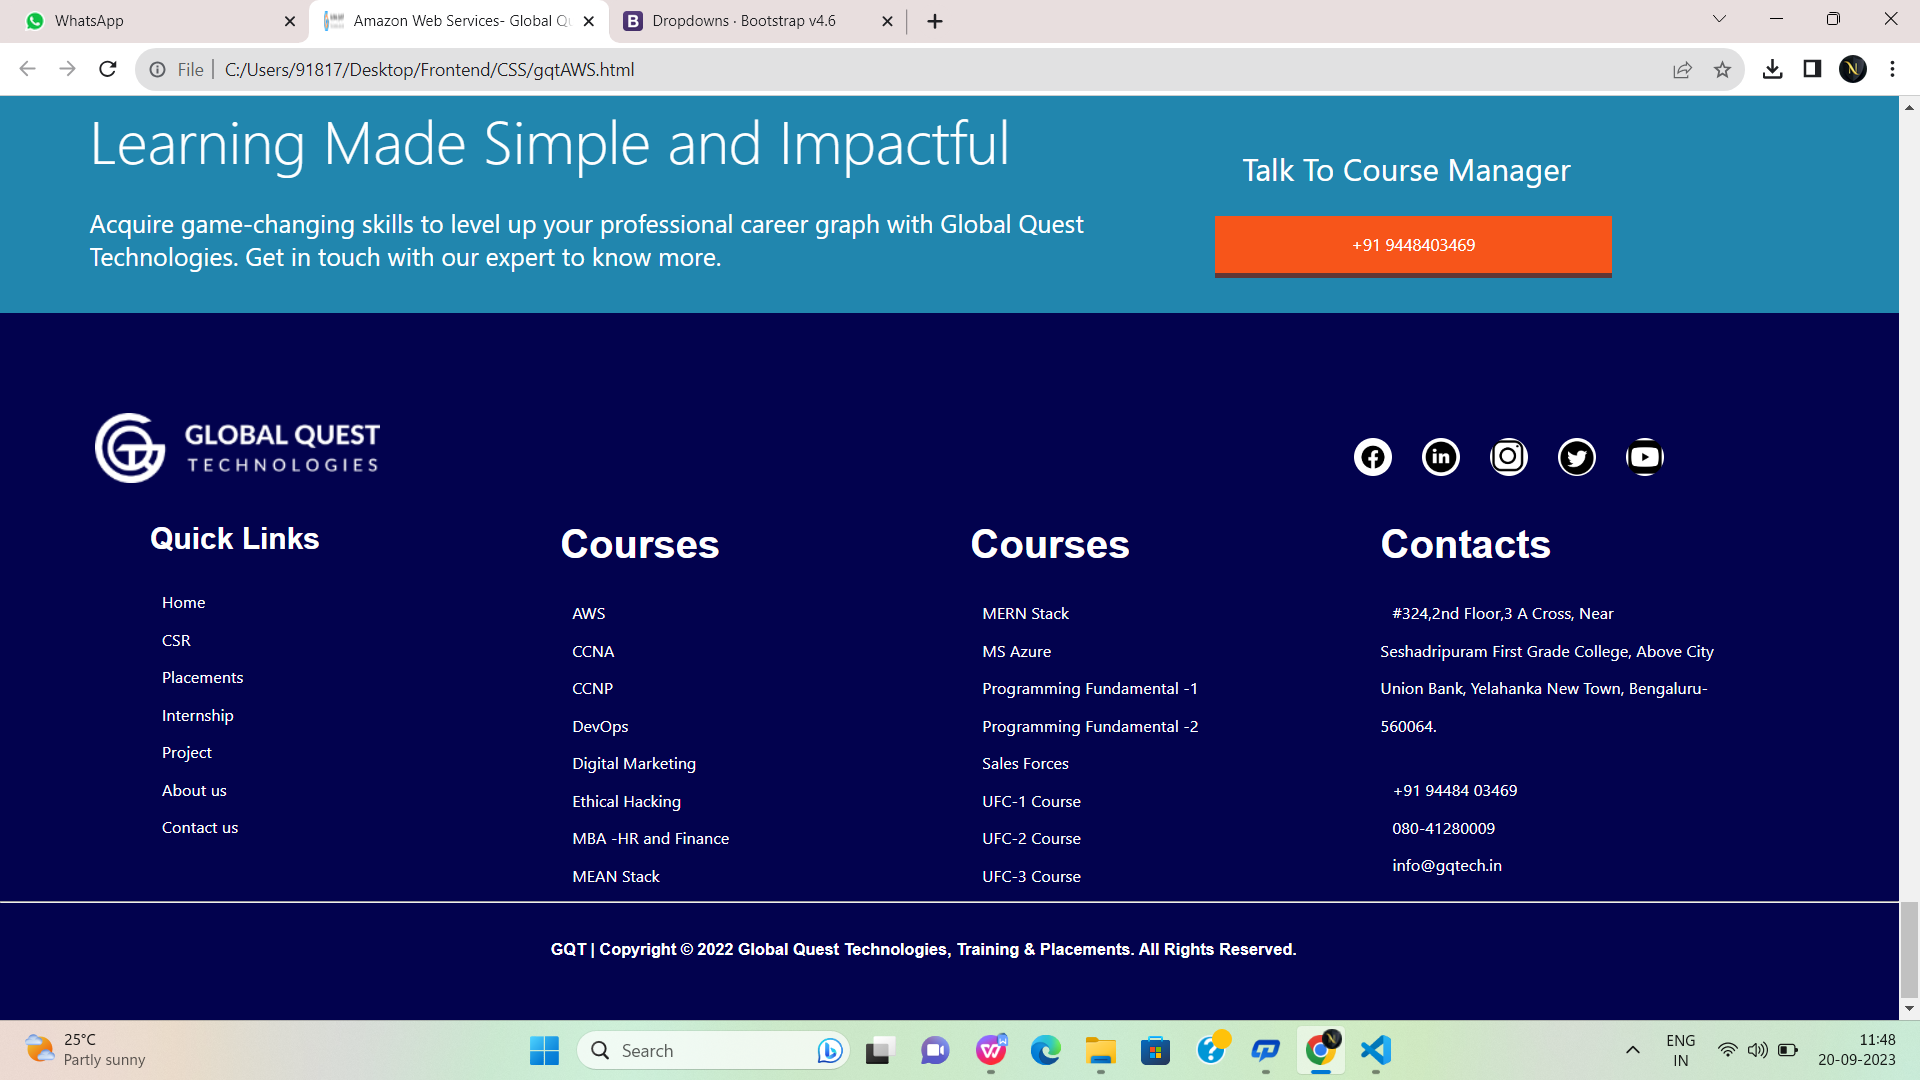 WhatsApp
Amazon Web Services- Global Qu
Dropdowns · Bootstrap v4.6
File | C:/Users/91817/Desktop/Frontend/CSS/gqtAWS.html
Learning Made Simple and Impactful
Acquire game-changing skills to level up your professional career graph with Global Quest
Technologies. Get in touch with our expert to know more.
Talk To Course Manager
+91 9448403469
GLOBAL QUEST
TECHNOLOGIES
Quick Links
Home
CSR
Placements
Internship
Project
About us
Contact us
Courses
AWS
CCNA
CCNP
DevOps
Digital Marketing
Ethical Hacking
MBA -HR and Finance
MEAN Stack
Courses
MERN Stack
MS Azure
Programming Fundamental -1
Programming Fundamental -2
Sales Forces
UFC-1 Course
UFC-2 Course
UFC-3 Course
Contacts
#324,2nd Floor,3 A Cross, Near
Seshadripuram First Grade College, Above City
Union Bank, Yelahanka New Town, Bengaluru-
560064.
+91 94484 03469
080-41280009
info@gqtech.in
GQT | Copyright © 2022 Global Quest Technologies, Training & Placements. All Rights Reserved.
25°C
Partly sunny
Search
ENG
IN
11:48
20-09-2023